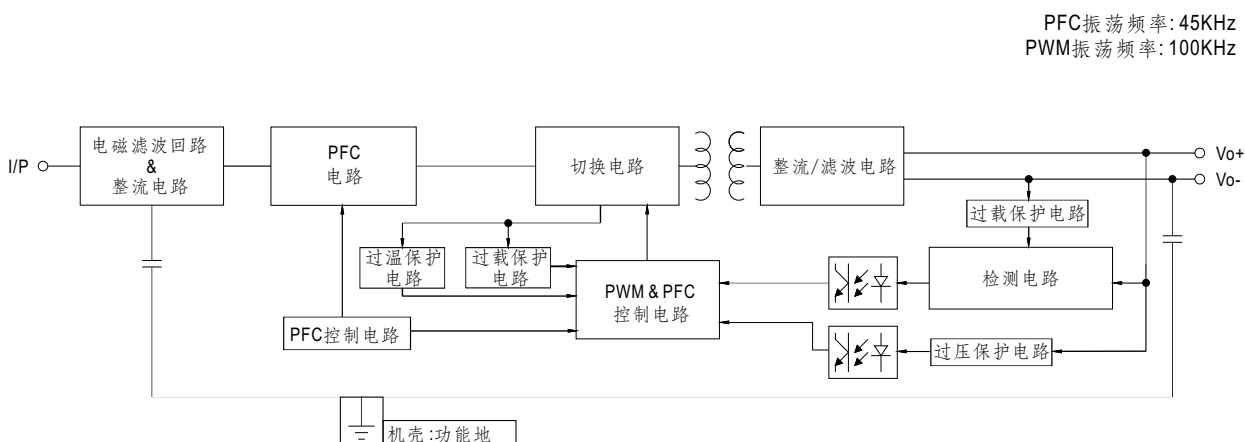 PFC振荡频率: 45KHz
PWM振荡频率: 100KHz
I/P
电磁滤波回路
&
整流电路
PFC
电路
切换电路
整流/滤波电路
Vo+
Vo-
过载保护电路
过温保护
电路
过载保护
电路
PWM & PFC
控制电路
检测电路
PFC控制电路
过压保护电路
机壳:功能地